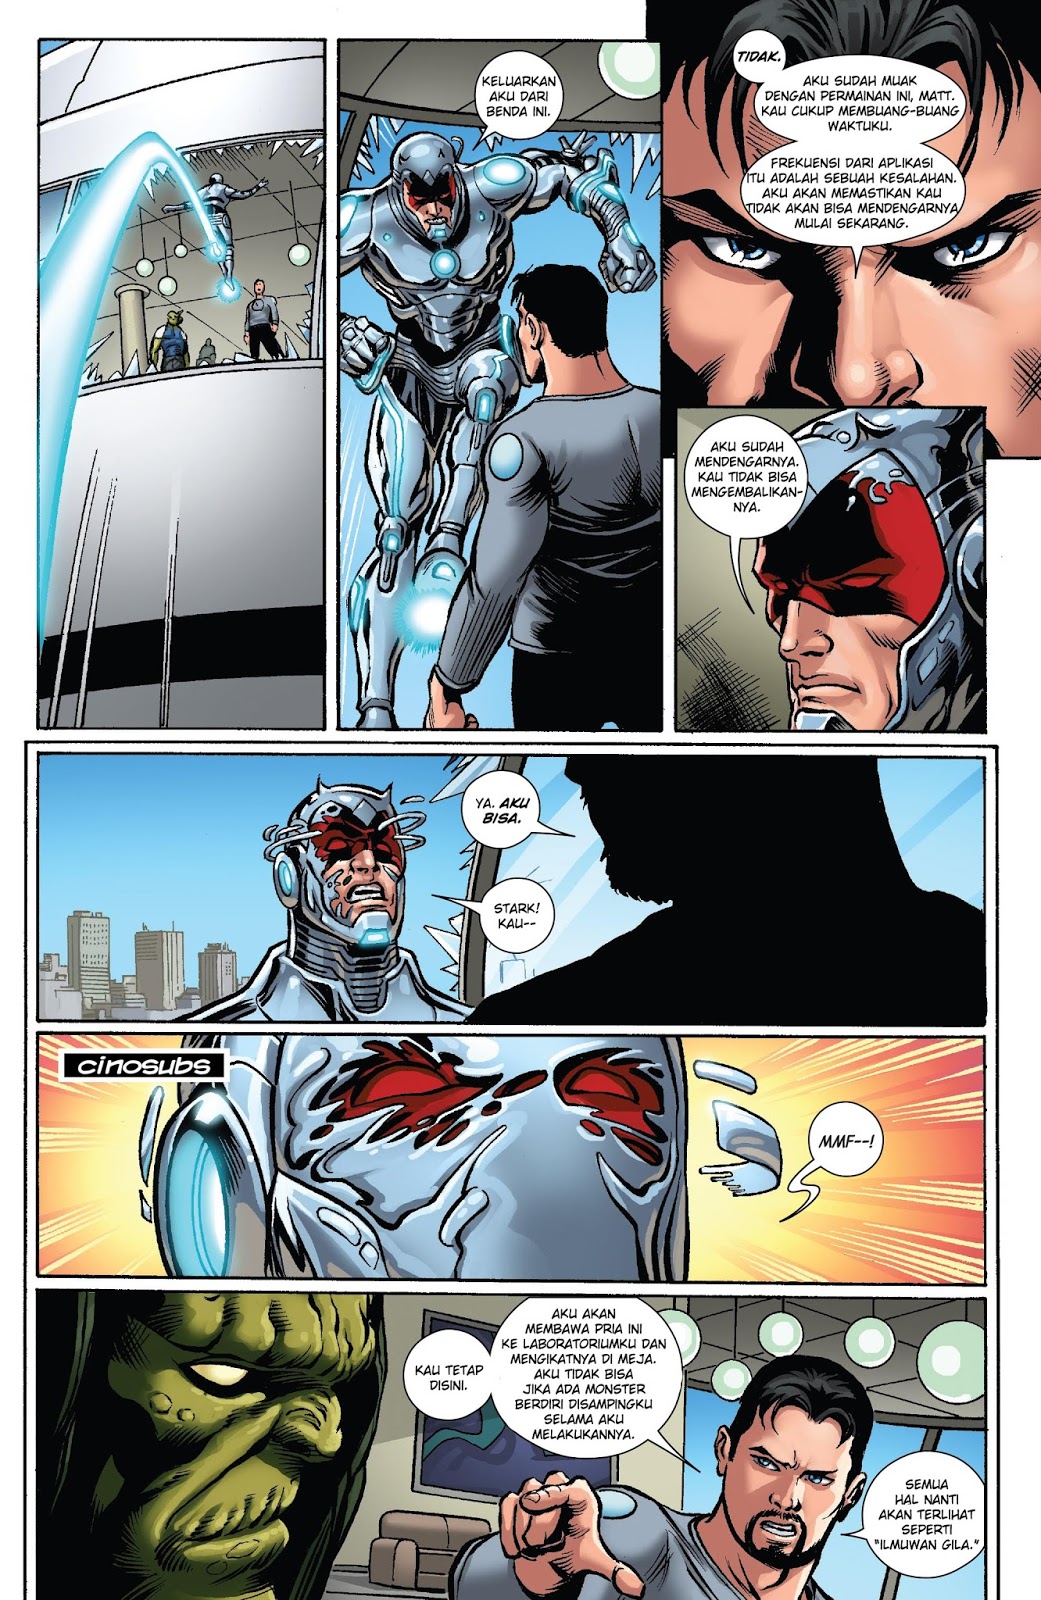 KELUARKAN
AKU DARI
BENDA INI.
TIDAK.
AKU SUDAH MUAK
DENGAN PERMAINAN INI, MATT.
KAU CUKUP MEMBUANG-BUANG
WAKTUKU.
FREKUENSI DARI APLIKASI
ITU ADALAH SEBUAH KESALAHAN.
AKU AKAN MEMASTIKAN KAU
TIDAK AKAN BISA MENDENGARNYA
MULAI SEKARANG.
AKU SUDAH
MENDENGARNYA.
KAU TIDAK BISA
MENGEMBALIKAN-
NYA.
YA. AKU
BISA.
STARK!
KAU--
cinosubs
MMF--!
KAU TETAP
DISINI.
AKU AKAN
MEMBAWA PRIA INI
KE LABORATORIUMKU DAN
MENGIKATNYA DI MEJA.
AKU TIDAK BISA
JIKA ADA MONSTER
BERDIRI DISAMPINGKU
SELAMA AKU
MELAKUKANNYA.
SEMUA
HAL NANTI
AKAN TERLIHAT
SEPERTI
"ILMUWAN GILA."